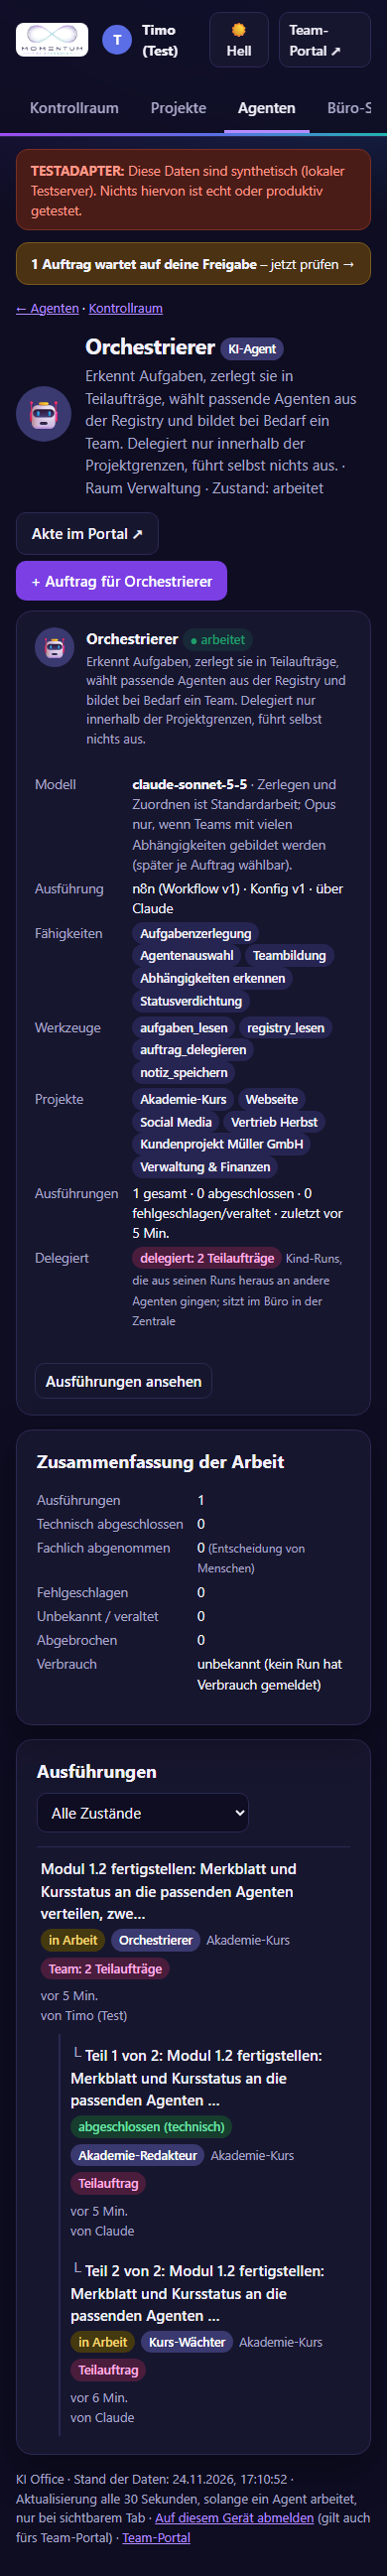 MOMENTUM
T
Timo
(Test)
Hell
Team-
Portal ↗
Kontrollraum
Projekte
Agenten
Büro-S
TESTADAPTER: Diese Daten sind synthetisch (lokaler
Testserver). Nichts hiervon ist echt oder produktiv
getestet.
1 Auftrag wartet auf deine Freigabe – jetzt prüfen →
← Agenten · Kontrollraum
Orchestrierer KI-Agent
Erkennt Aufgaben, zerlegt sie in
Teilaufträge, wählt passende Agenten aus
der Registry und bildet bei Bedarf ein
Team. Delegiert nur innerhalb der
Projektgrenzen, führt selbst nichts aus. ·
Raum Verwaltung · Zustand: arbeitet
Akte im Portal ↗
+ Auftrag für Orchestrierer
Orchestrierer ● arbeitet
Erkennt Aufgaben, zerlegt sie in Teilaufträge,
wählt passende Agenten aus der Registry und
bildet bei Bedarf ein Team. Delegiert nur
innerhalb der Projektgrenzen, führt selbst
nichts aus.
Modell claude-sonnet-5-5 · Zerlegen und
Zuordnen ist Standardarbeit; Opus
nur, wenn Teams mit vielen
Abhängigkeiten gebildet werden
(später je Auftrag wählbar).
Ausführung n8n (Workflow v1) · Konfig v1 · über
Claude
Fähigkeiten Aufgabenzerlegung
Agentenauswahl Teambildung
Abhängigkeiten erkennen
Statusverdichtung
Werkzeuge aufgaben_lesen registry_lesen
auftrag_delegieren
notiz_speichern
Projekte Akademie-Kurs Webseite
Social Media Vertrieb Herbst
Kundenprojekt Müller GmbH
Verwaltung & Finanzen
Ausführungen 1 gesamt · 0 abgeschlossen · 0
fehlgeschlagen/veraltet · zuletzt vor
5 Min.
Delegiert delegiert: 2 Teilaufträge Kind-Runs,
die aus seinen Runs heraus an andere
Agenten gingen; sitzt im Büro in der
Zentrale
Ausführungen ansehen
Zusammenfassung der Arbeit
Ausführungen 1
Technisch abgeschlossen 0
Fachlich abgenommen 0 (Entscheidung von
Menschen)
Fehlgeschlagen 0
Unbekannt / veraltet 0
Abgebrochen 0
Verbrauch unbekannt (kein Run hat
Verbrauch gemeldet)
Ausführungen
Alle Zustände
Modul 1.2 fertigstellen: Merkblatt und
Kursstatus an die passenden Agenten
verteilen, zwe...
in Arbeit Orchestrierer Akademie-Kurs
Team: 2 Teilaufträge
vor 5 Min.
von Timo (Test)
└ Teil 1 von 2: Modul 1.2 fertigstellen:
Merkblatt und Kursstatus an die
passenden Agenten ...
abgeschlossen (technisch)
Akademie-Redakteur Akademie-Kurs
Teilauftrag
vor 5 Min.
von Claude
└ Teil 2 von 2: Modul 1.2 fertigstellen:
Merkblatt und Kursstatus an die
passenden Agenten ...
in Arbeit Kurs-Wächter Akademie-Kurs
Teilauftrag
vor 6 Min.
von Claude
KI Office · Stand der Daten: 24.11.2026, 17:10:52 ·
Aktualisierung alle 30 Sekunden, solange ein Agent arbeitet,
nur bei sichtbarem Tab · Auf diesem Gerät abmelden (gilt auch
fürs Team-Portal) · Team-Portal